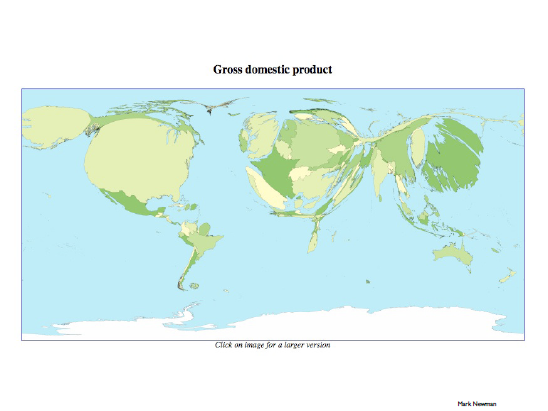 Gross domestic product
Click on image for a larger version
Mark Newman